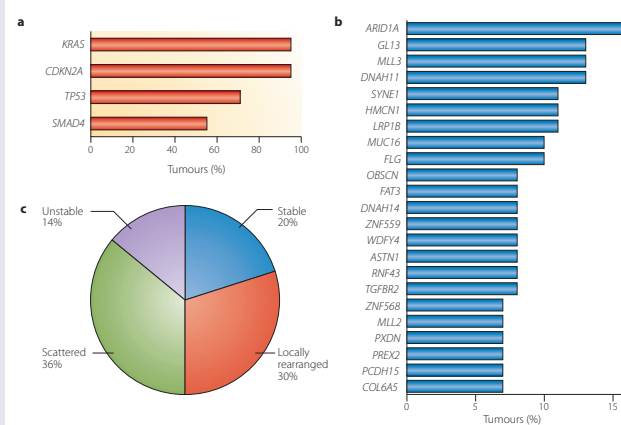 a
KRAS
CDKN2A
TP53
SMAD4
0 20 40 60 80 100
Tumours (%)
b
ARID1A
GL13
MLL3
DNAH11
SYNE1
HMCN1
LRP1B
MUC16
FLG
OBSCN
FAT3
DNAH14
ZNF559
WDFY4
ASTN1
RNF43
TGFBR2
ZNF568
MLL2
PXDN
PREX2
PCDH15
COL6A5
0 5 10 15
Tumours (%)
c
Unstable
14%
Stable
20%
Scattered
36%
Locally
rearranged
30%